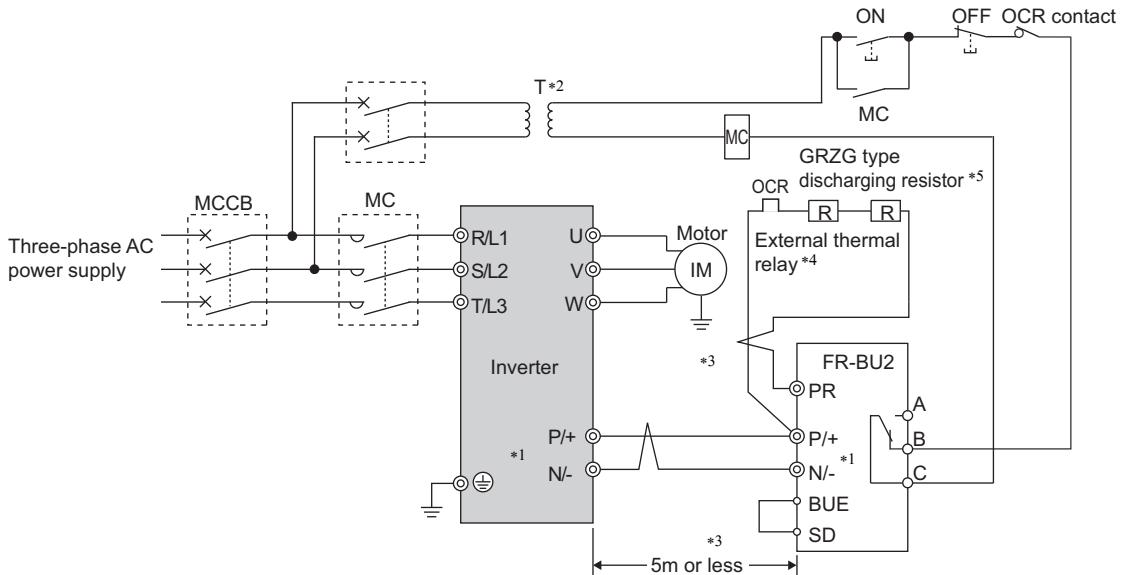 ON
OFF
OCR contact
T *2
MC
MC
GRZG type
discharging resistor *5
OCR
R
R
External thermal
relay *4
MCCB
MC
Three-phase AC
power supply
R/L1
S/L2
T/L3
U
V
W
Motor
IM
Inverter
*3
FR-BU2
PR
A
P/+
P/+
B
*1
N/-
N/-
*1
C
BUE
SD
*3
5m or less